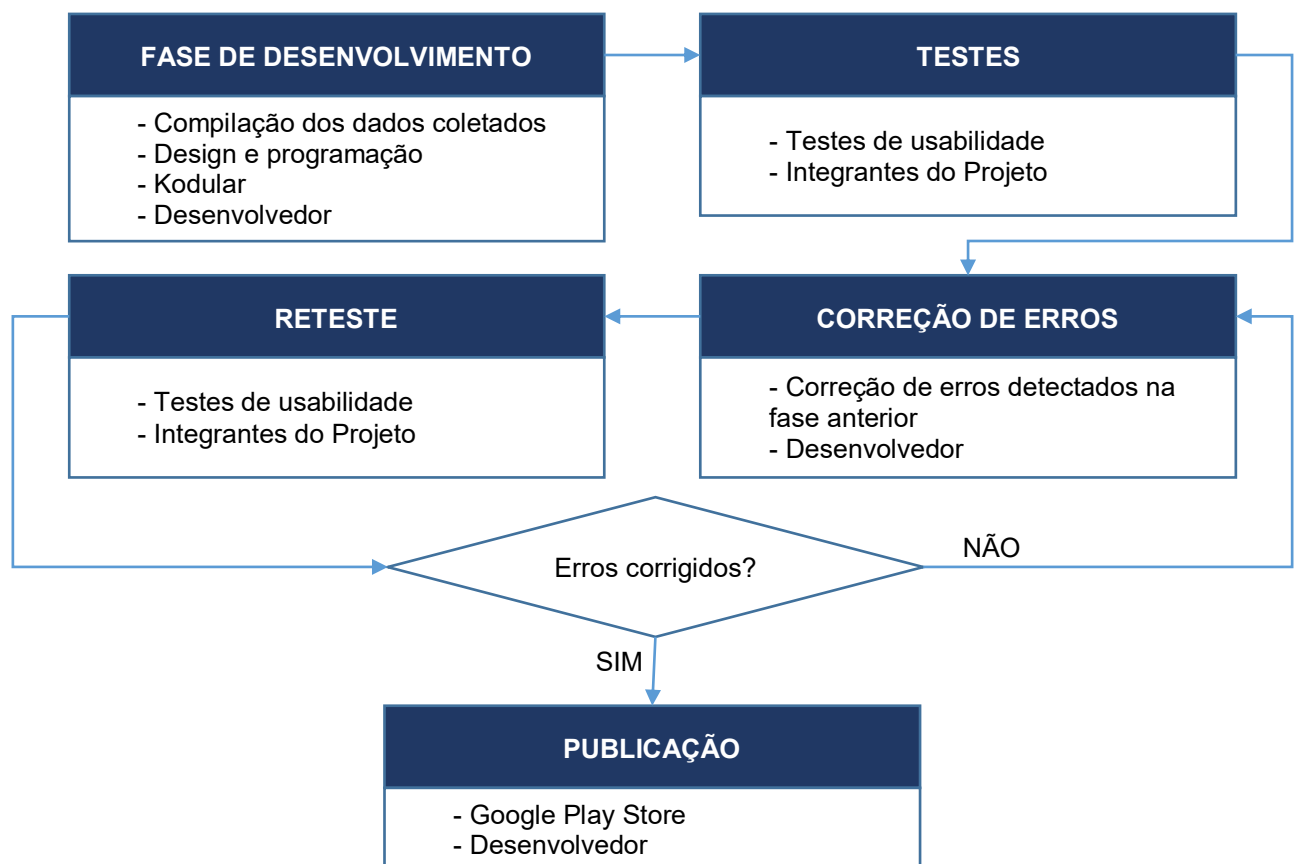 FASE DE DESENVOLVIMENTO
- Compilação dos dados coletados
- Design e programação
- Kodular
- Desenvolvedor
TESTES
- Testes de usabilidade
- Integrantes do Projeto
CORREÇÃO DE ERROS
- Correção de erros detectados na
fase anterior
- Desenvolvedor
RETESTE
- Testes de usabilidade
- Integrantes do Projeto
Erros corrigidos?
NÃO
SIM
PUBLICAÇÃO
- Google Play Store
- Desenvolvedor